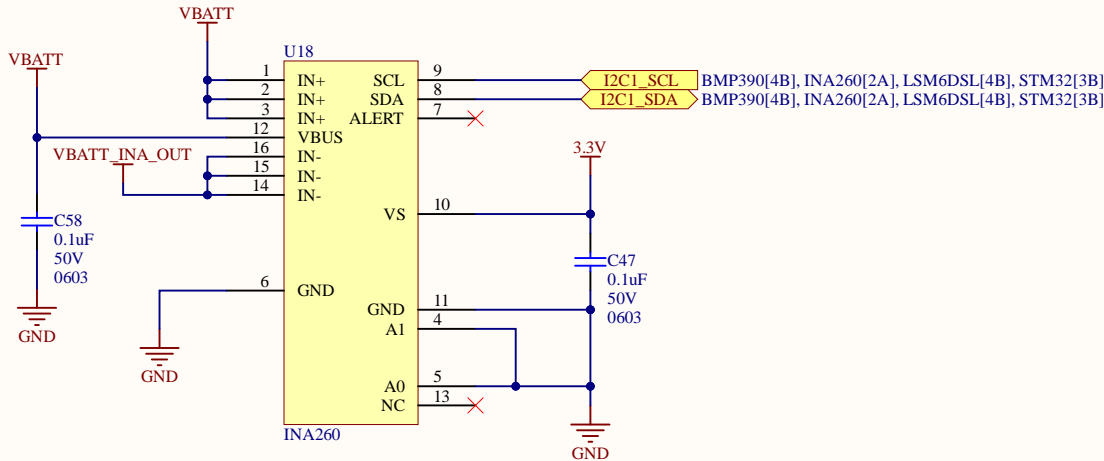 VBATT
U18
VBATT
1 IN+ SCL 9 I2C1_SCL BMP390[4B], INA260[2A], LSM6DSL[4B], STM32[3B]
2 IN+ SDA 8 I2C1_SDA BMP390[4B], INA260[2A], LSM6DSL[4B], STM32[3B]
3 IN+ ALERT 7
12 VBUS
VBATT_INA_OUT 16 IN- 3.3V
15 IN-
14 IN-
VS 10
C58
0.1uF
50V
0603
C47
0.1uF
50V
0603
6 GND
GND 11
A1 4
GND
GND
A0 5
NC 13
INA260
GND